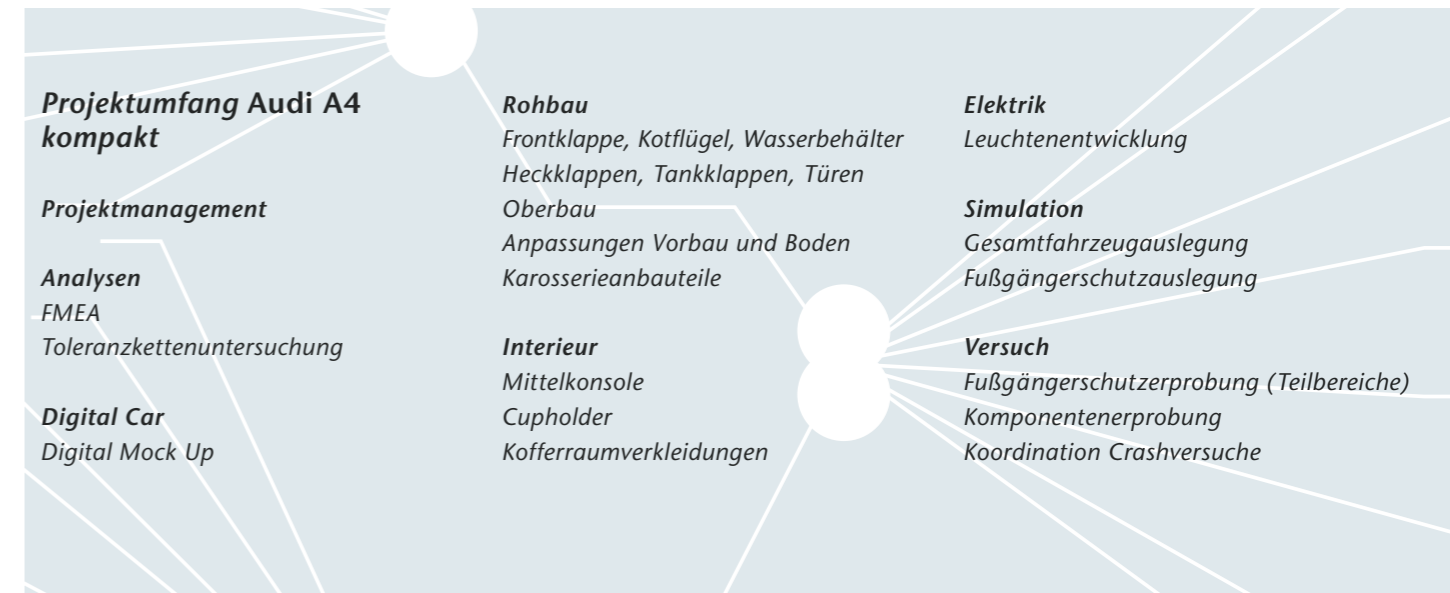 Projektumfang Audi A4
kompakt
Projektmanagement
Analysen
FMEA
Toleranzkettenuntersuchung
Digital Car
Digital Mock Up
Rohbau
Frontklappe, Kotflügel, Wasserbehälter
Heckklappen, Tankklappen, Türen
Oberbau
Anpassungen Vorbau und Boden
Karosserieanbauteile
Interieur
Mittelkonsole
Cupholder
Kofferraumverkleidungen
Elektrik
Leuchtenentwicklung
Simulation
Gesamtfahrzeugauslegung
Fußgängerschutzauslegung
Versuch
Fußgängerschutzerprobung (Teilbereiche)
Komponentenerprobung
Koordination Crashversuche